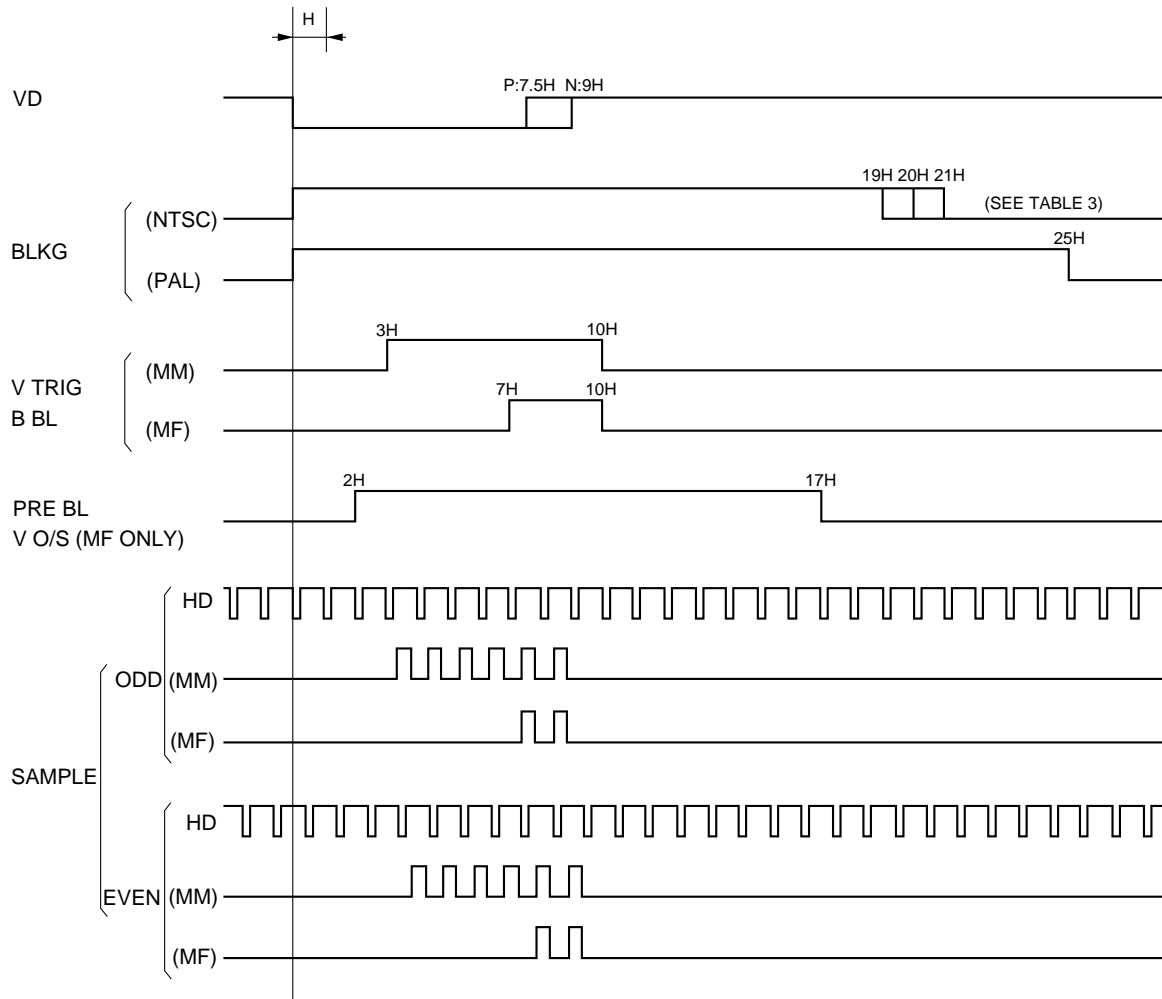 H
VD
P:7.5H N:9H
BLKG
(NTSC)
19H 20H 21H
(SEE TABLE 3)
(PAL)
25H
V TRIG
B BL
(MM)
3H
10H
(MF)
7H
10H
PRE BL
V O/S (MF ONLY)
2H
17H
SAMPLE
ODD
HD
(MM)
(MF)
EVEN
HD
(MM)
(MF)